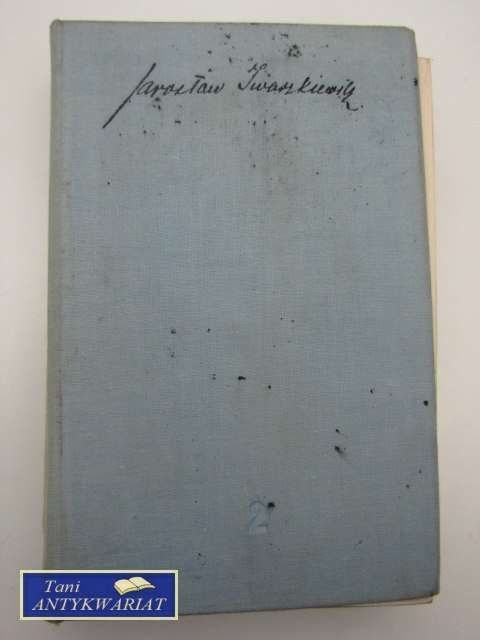 Jarosław Iwaszkiewicz
2
Tani
ANTYKWARIAT